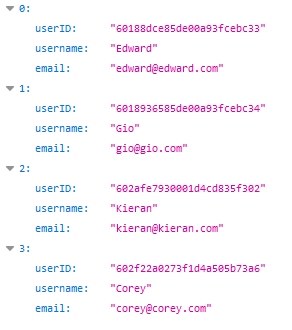 0:
userID: "60188dce85de00a93fcebc33"
username: "Edward"
email: "edward@edward.com"
1:
userID: "6018936585de00a93fcebc34"
username: "Gio"
email: "gio@gio.com"
2:
userID: "602afe7930001d4cd835f302"
username: "Kieran"
email: "kieran@kieran.com"
3:
userID: "602f22a0273f1d4a505b73a6"
username: "Corey"
email: "corey@corey.com"